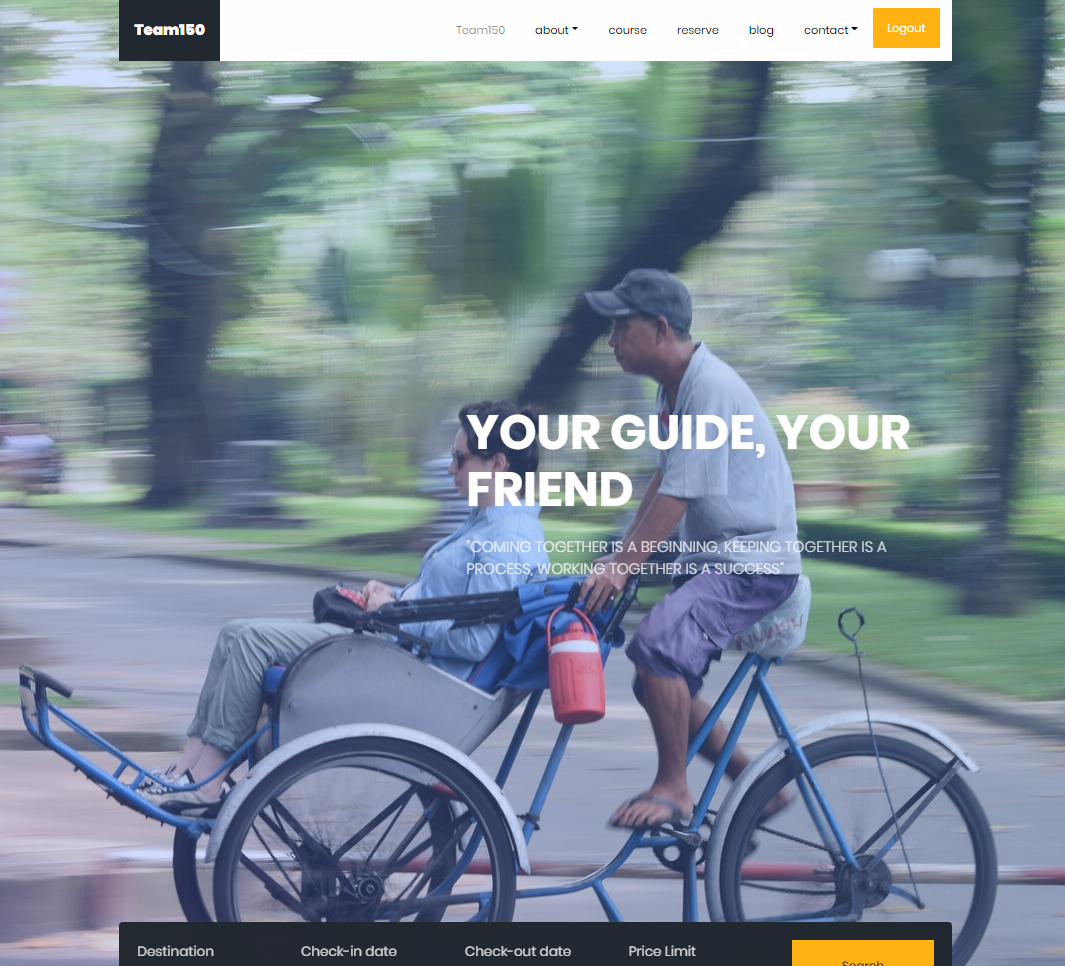 Team150
Team150 about course reserve blog contact Logout
YOUR GUIDE, YOUR
FRIEND
"COMING TOGETHER IS A BEGINNING, KEEPING TOGETHER IS A
PROCESS, WORKING TOGETHER IS A SUCCESS"
Destination Check-in date Check-out date Price Limit
Search